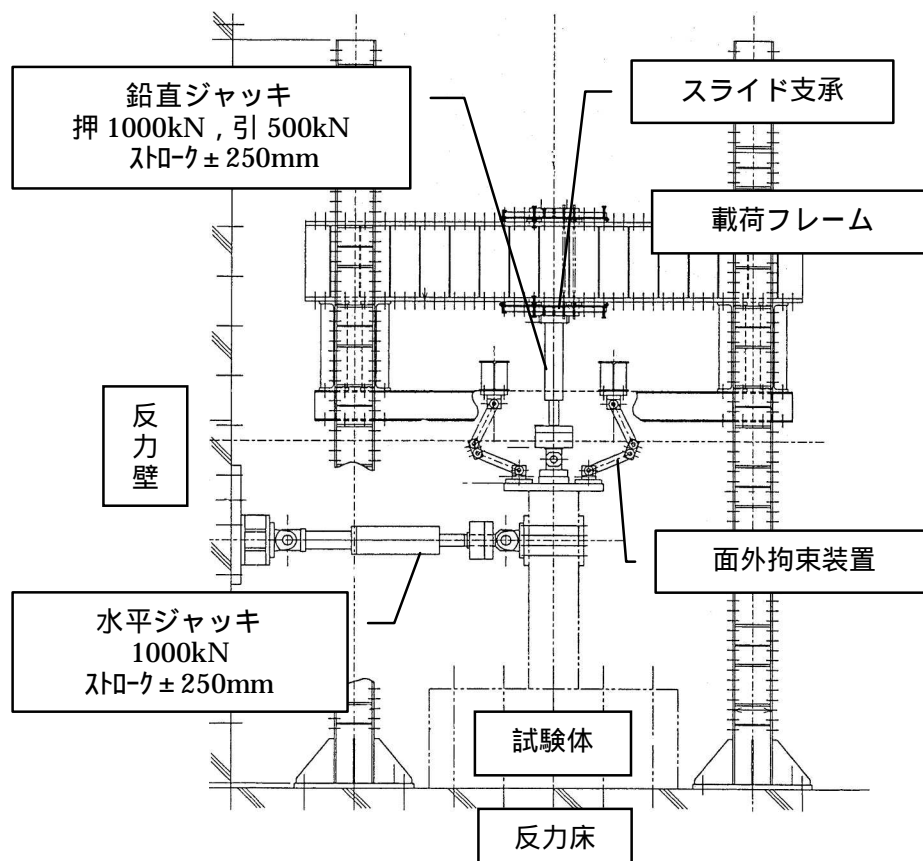 鉛直ジャッキ
押 1000kN , 引 500kN
ｽﾄﾛｰｸ ± 250mm
スライド支承
載荷フレーム
反
力
壁
面外拘束装置
水平ジャッキ
1000kN
ｽﾄﾛｰｸ ± 250mm
試験体
反力床